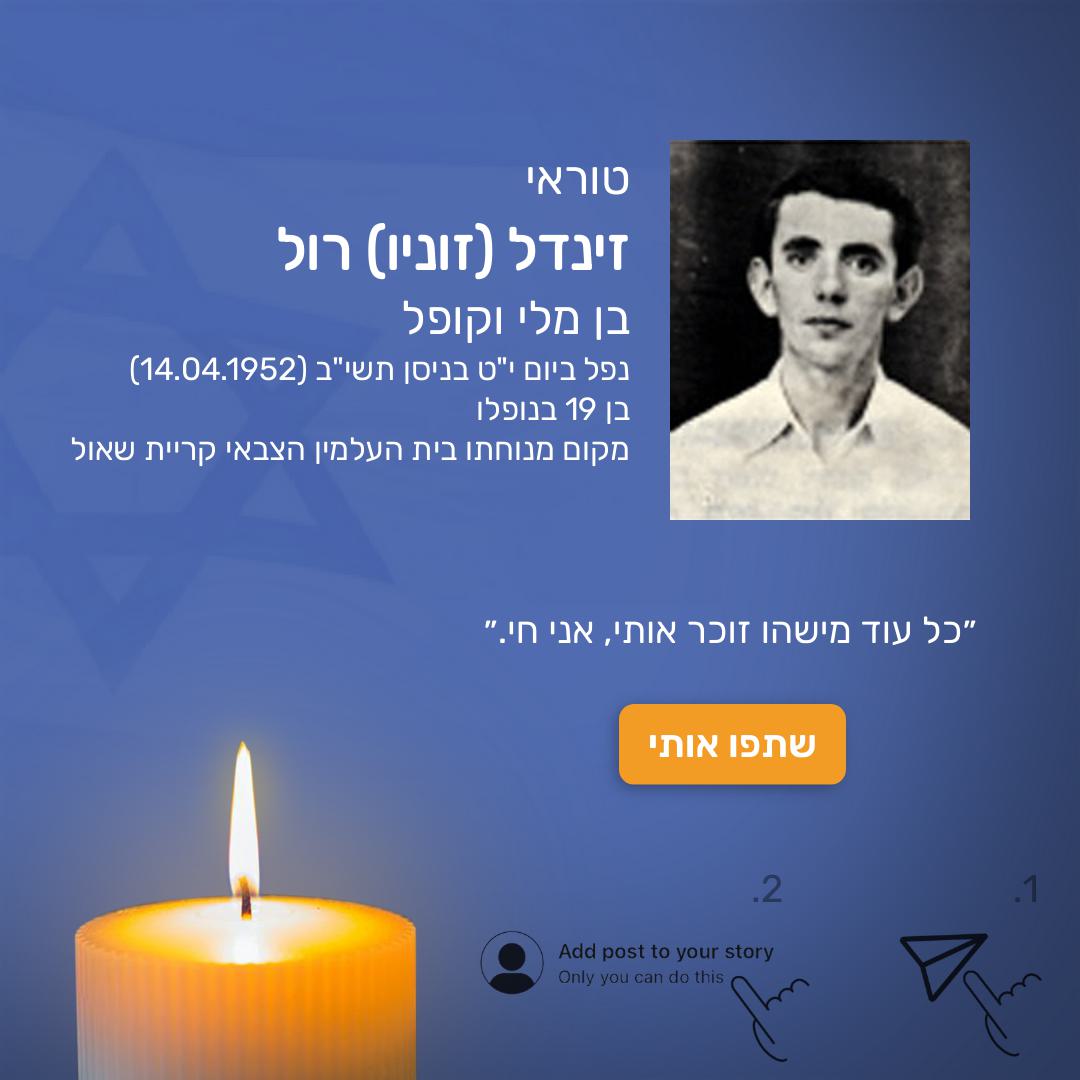 טוראי
זינדל (זוניו) רול
בן מלי וקופל
נפל ביום י"ט בניסן תשי"ב (14.04.1952)
בן 19 בנופלו
מקום מנוחתו בית העלמין הצבאי קריית שאול
״כל עוד מישהו זוכר אותי, אני חי.״
שתפו אותי
1.
2.
Add post to your story
Only you can do this